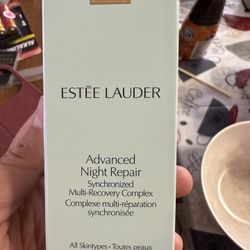 ESTĒE LAUDER
Advanced
Night Repair
Synchronized
Multi-Recovery Complex
Complexe multi-réparation
synchronisée
All Skintypes • Toutes peaux